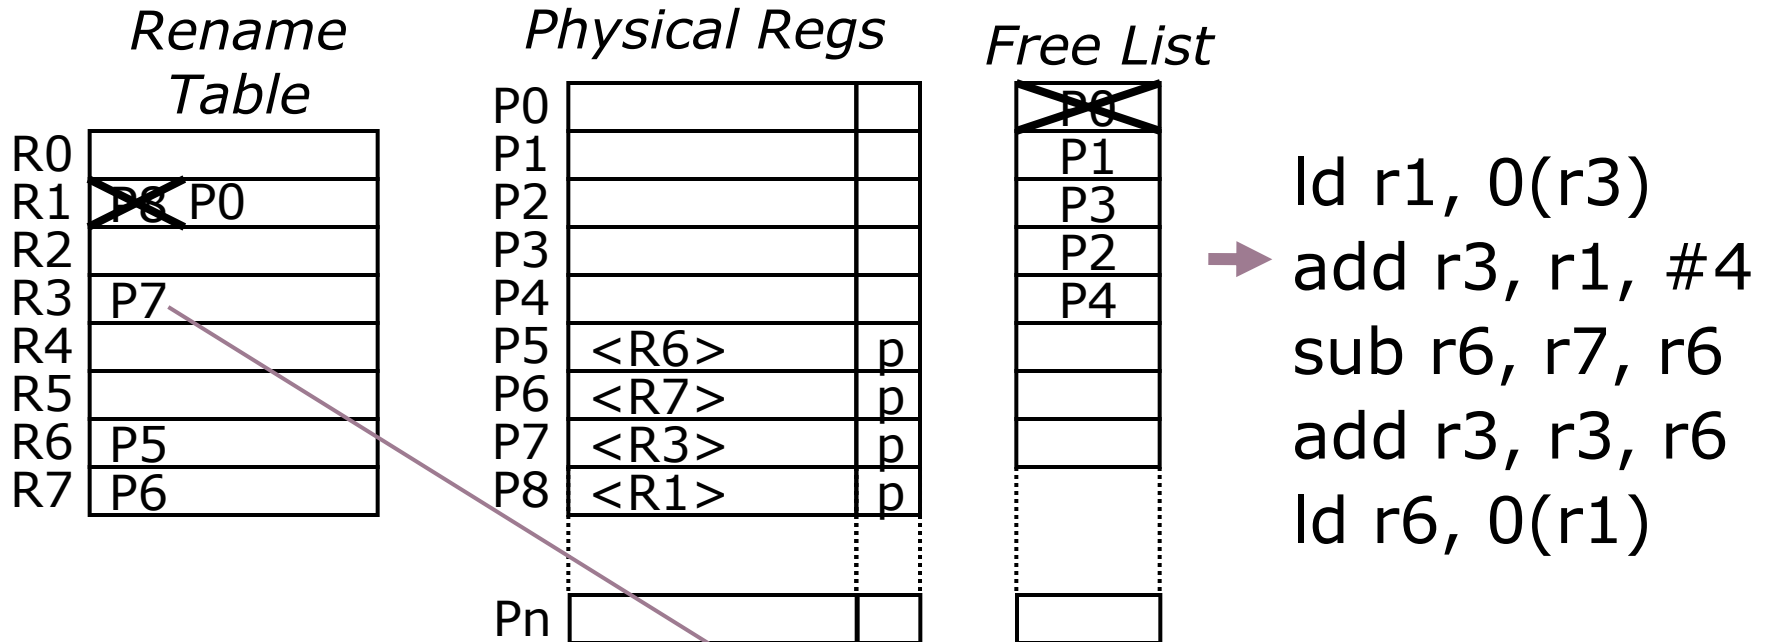 Rename
Table
R0
R1 P8 P0
R2
R3 P7
R4
R5
R6 P5
R7 P6
Physical Regs
P0
P1
P2
P3
P4
P5 <R6> p
P6 <R7> p
P7 <R3> p
P8 <R1> p
Pn
Free List
P0
P1
P3
P2
P4
ld r1, 0(r3)
add r3, r1, #4
sub r6, r7, r6
add r3, r3, r6
ld r6, 0(r1)